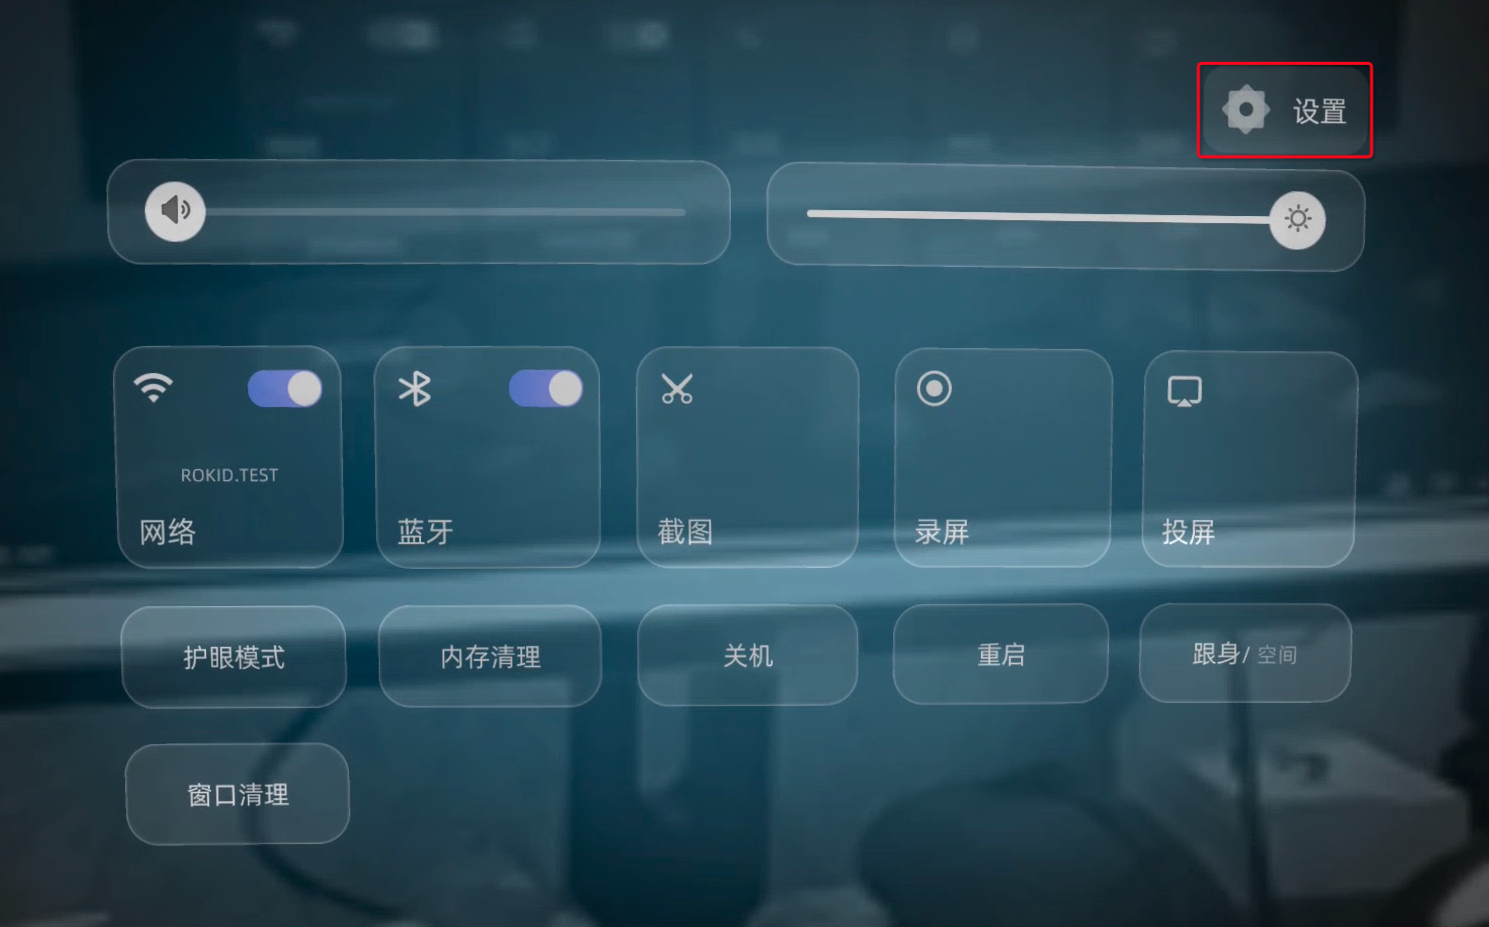 设置
ROKID.TEST
网络
蓝牙
截图
录屏
投屏
护眼模式
内存清理
关机
重启
跟身/ 空间
窗口清理